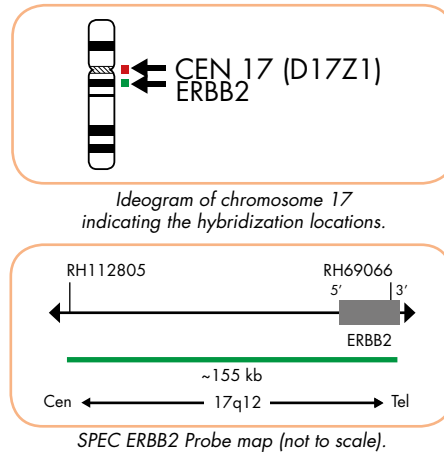 CEN 17 (D17Z1)
ERBB2
Ideogram of chromosome 17
indicating the hybridization locations.
RH112805 RH69066
5’ 3’
ERBB2
~155 kb
Cen 17q12 Tel
SPEC ERBB2 Probe map (not to scale).